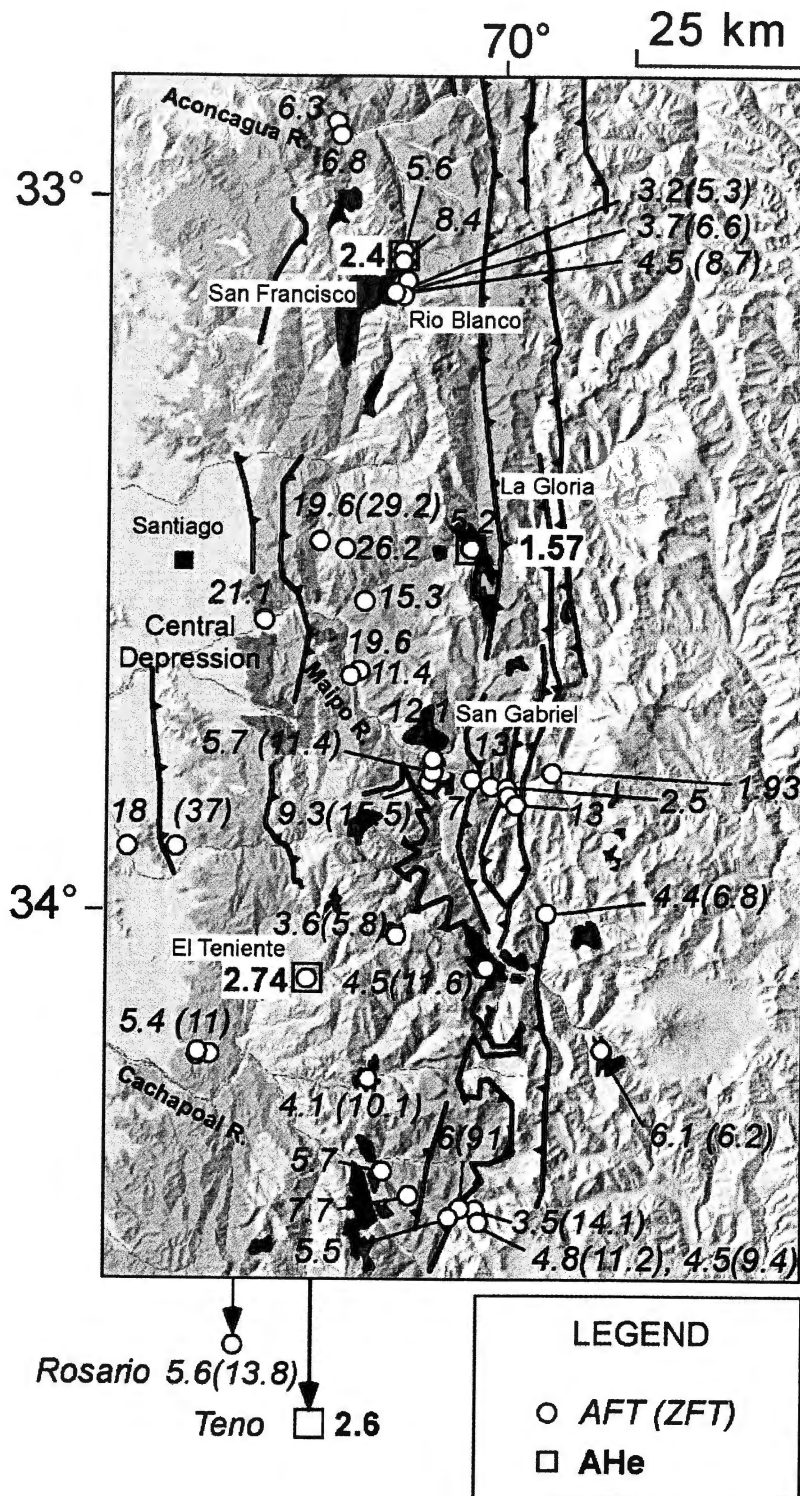 70°
25 km
Aconcagua R.
6.3
6.8
33°
5.6
8.4
3.2(5.3)
3.7(6.6)
4.5 (8.7)
2.4
San Francisco
Rio Blanco
La Gloria
19.6(29.2)
5.2
Santiago
26.2
1.57
21.1
15.3
Central
Depression
19.6
11.4
Maipo R.
12.1
San Gabriel
5.7 (11.4)
13
1.93
2.5
18
(37)
9.3(15.5)
7
13
34°
4.4(6.8)
3.6(5.8)
El Teniente
2.74
4.5(11.6)
5.4 (11)
Cachapoal R.
4.1 (10.1)
6.1 (6.2)
6(91
5.7
7.7
5.5
3.5(14.1)
4.8(11.2), 4.5(9.4)
Rosario 5.6(13.8)
Teno 2.6
LEGEND
AFT (ZFT)
AHe